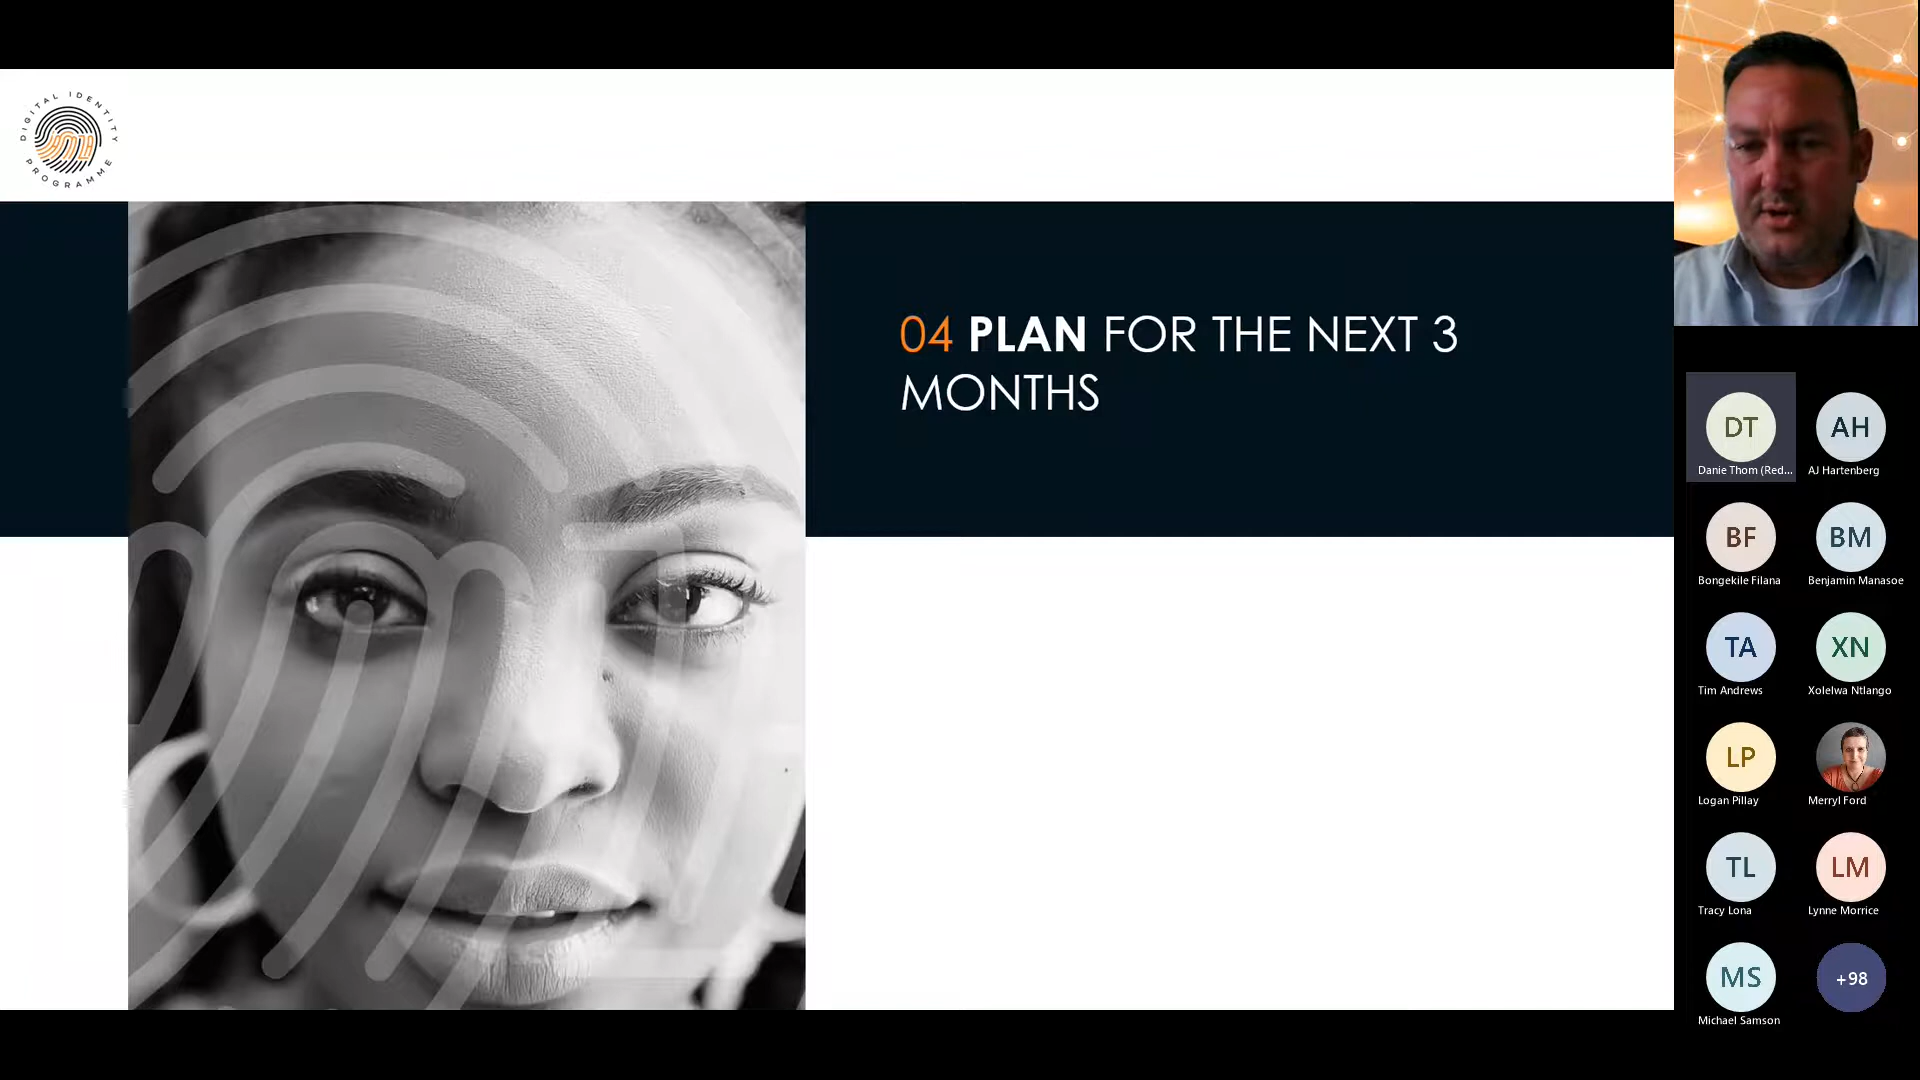 DIGITAL IDENTITY
PROGRAMME
04 PLAN FOR THE NEXT 3
MONTHS
DT
Danie Thom (Red...
AH
AJ Hartenberg
BF
Bongekile Filana
BM
Benjamin Manasoe
TA
Tim Andrews
XN
Xolelwa Ntlango
LP
Logan Pillay
Merryl Ford
TL
Tracy Lona
LM
Lynne Morrice
MS
Michael Samson
+98